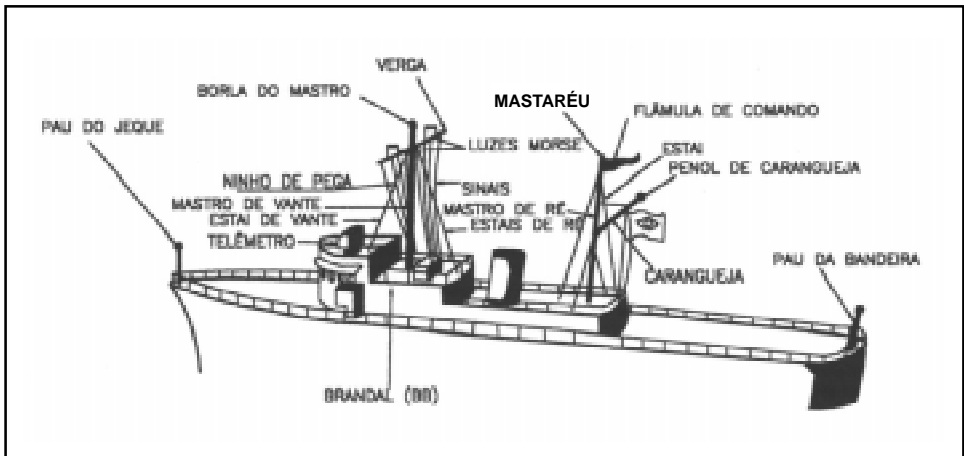 VERGA
BORLA DO MASTRO
MASTARÉU
FLÂMULA DE COMANDO
PAU DO JEQUE
LUZES MORSE
ESTAI
PENOL DE CARANGUEJA
NINHO DE PEGA
SINAIS
MASTRO DE VANTE
MASTRO DE RÉ
ESTAI DE VANTE
ESTAIS DE RÉ
TELÊMETRO
PAU DA BANDEIRA
CARANGUEJA
BRANDAL (BB)